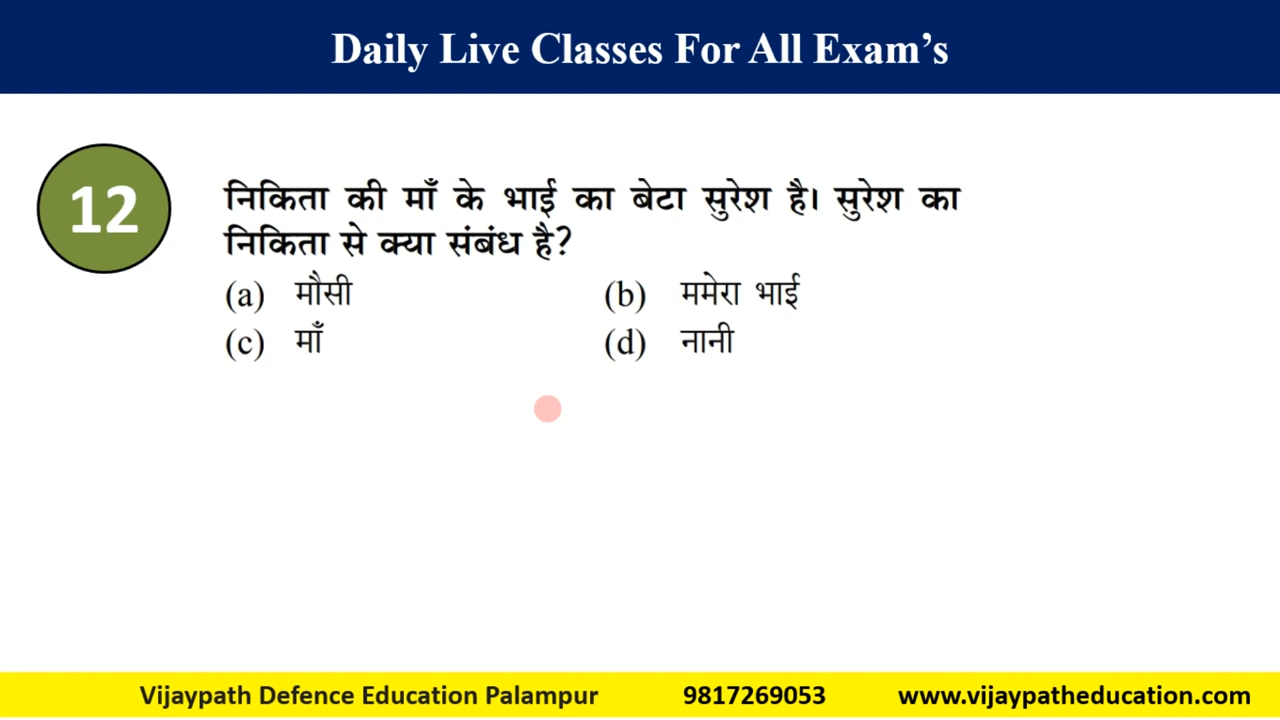 Daily Live Classes For All Exam’s
12
निकिता की माँ के भाई का बेटा सुरेश है। सुरेश का
निकिता से क्या संबंध है?
(a) मौसी (b) ममेरा भाई
(c) माँ (d) नानी
Vijaypath Defence Education Palampur 9817269053 www.vijaypatheducation.com